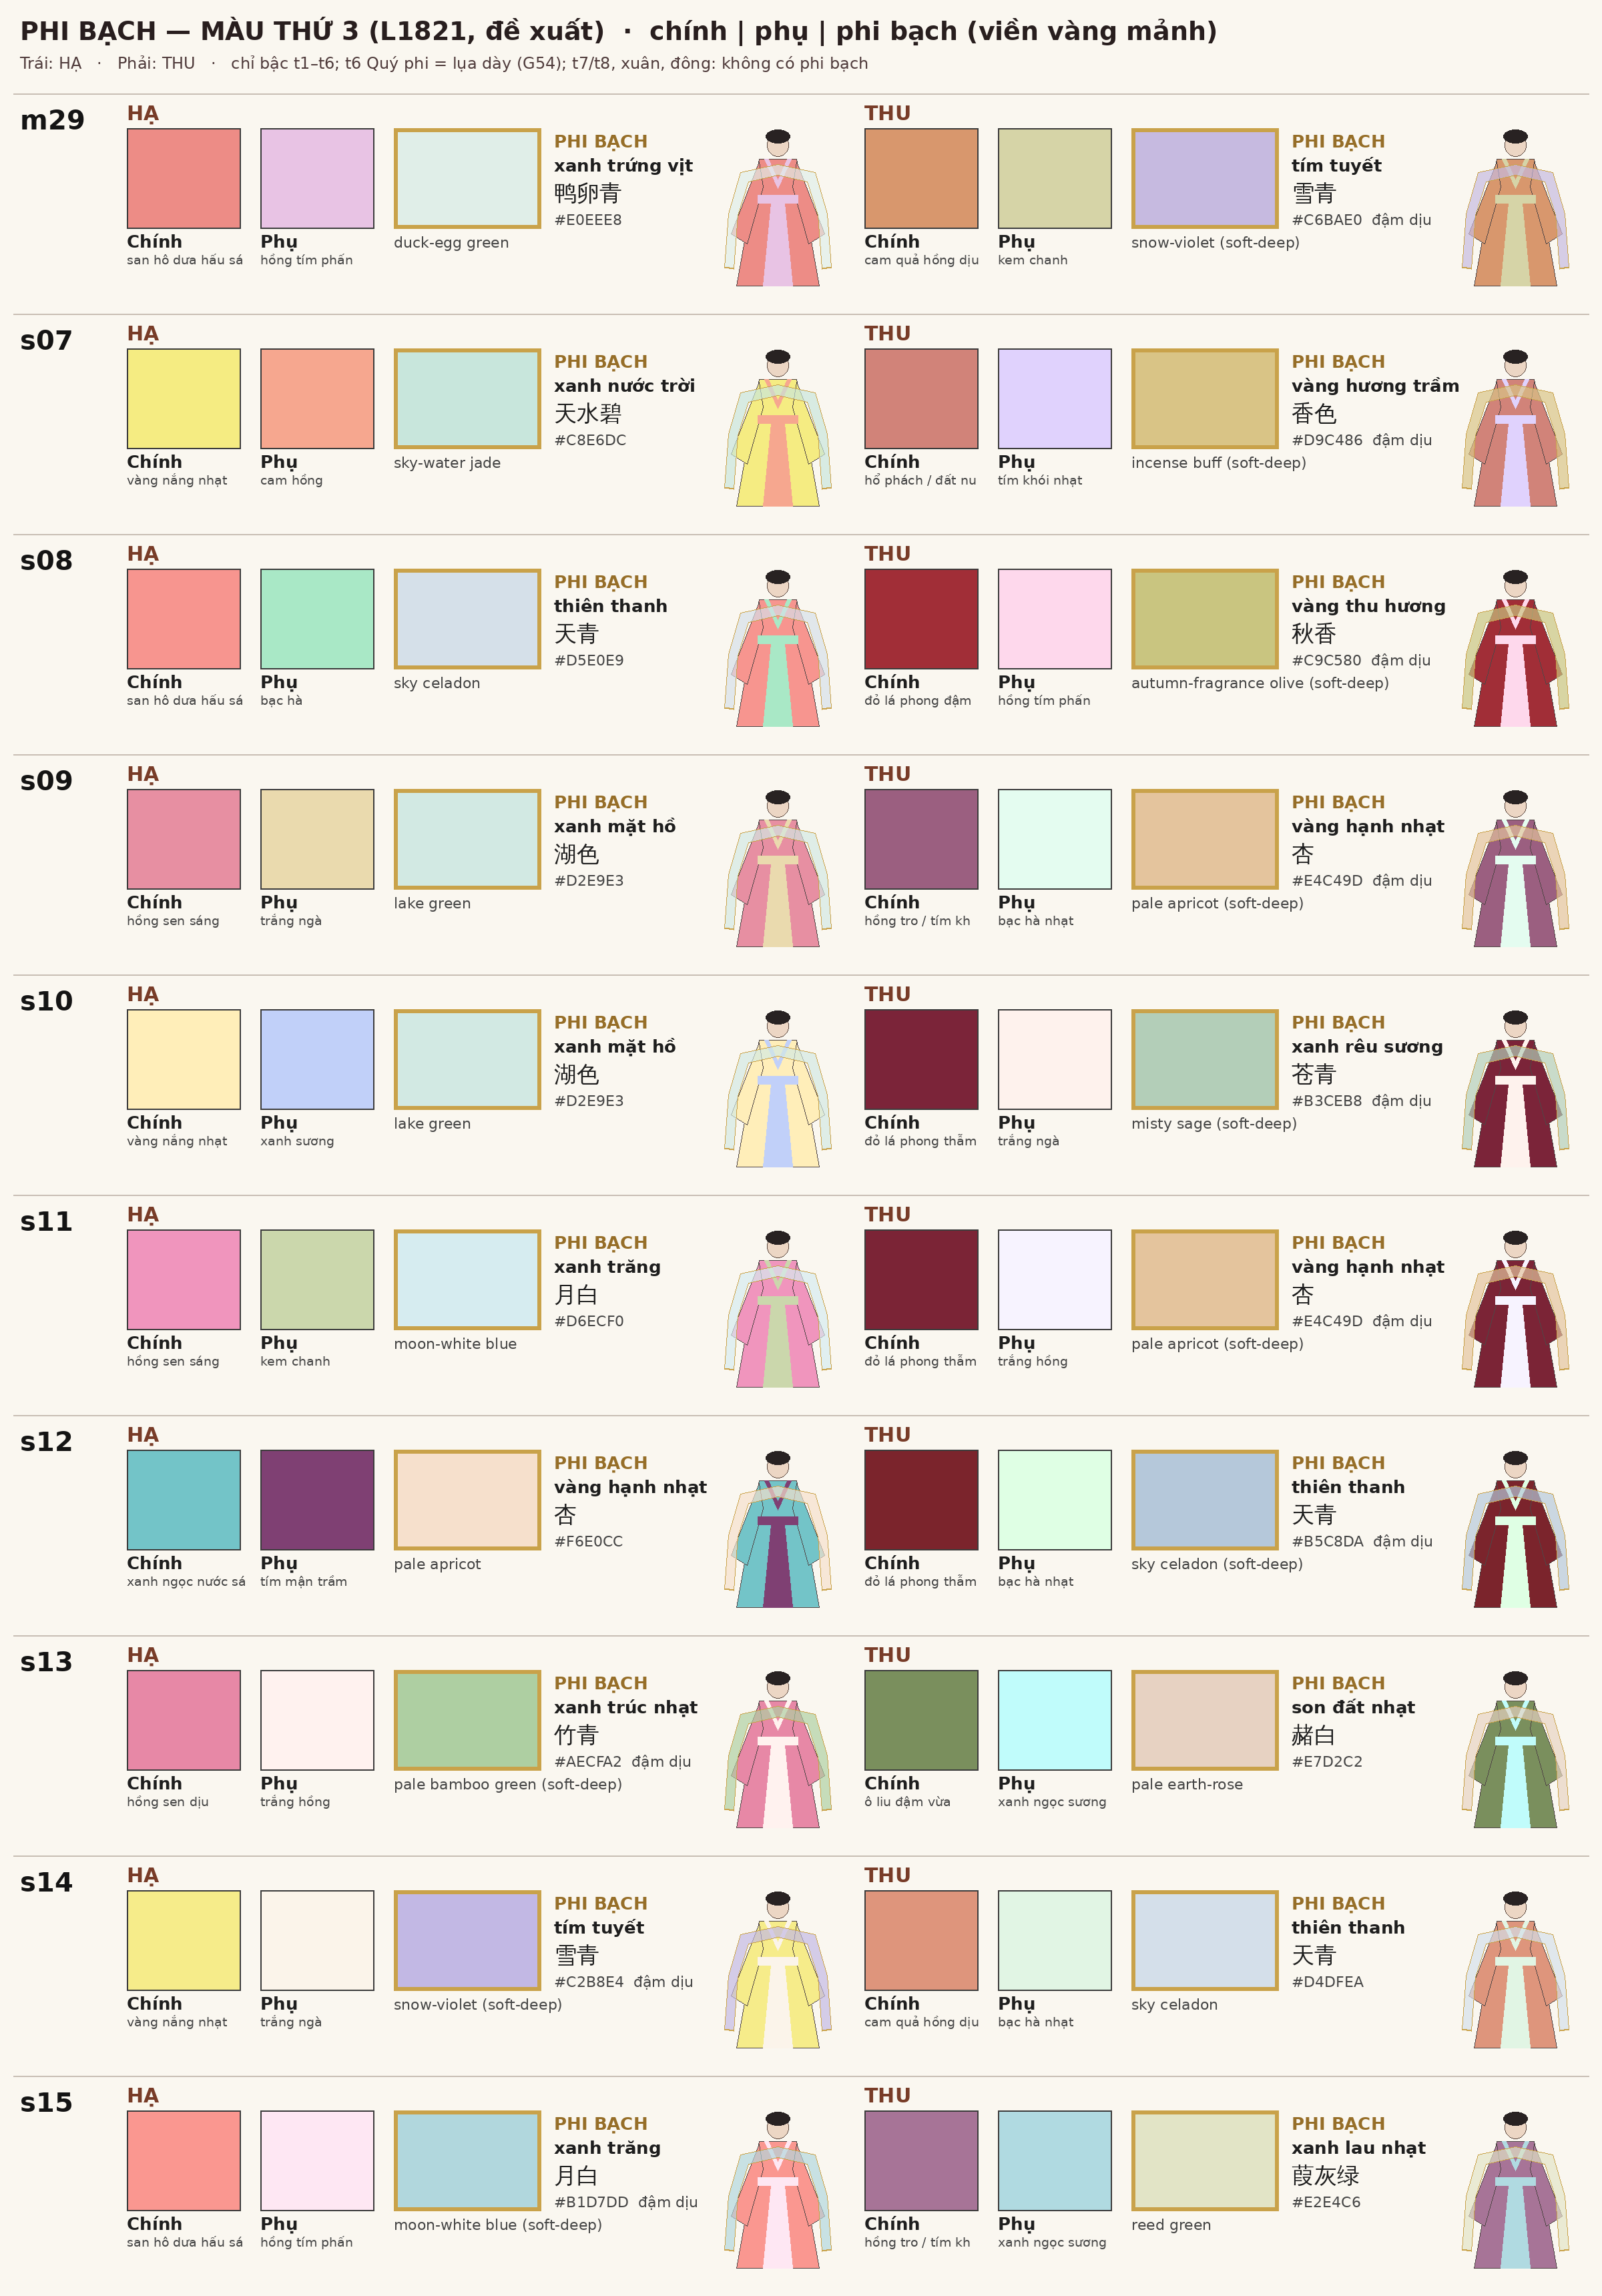 PHI BẠCH — MÀU THỨ 3 (L1821, đề xuất) · chính | phụ | phi bạch (viền vàng mảnh)
Trái: HẠ · Phải: THU · chỉ bậc t1–t6; t6 Quý phi = lụa dày (G54); t7/t8, xuân, đông: không có phi bạch
m29
HẠ
PHI BẠCH
xanh trứng vịt
鸭卵青
#E0EEE8
Chính
san hô dưa hấu sá
Phụ
hồng tím phấn
duck-egg green
THU
PHI BẠCH
tím tuyết
雪青
#C6BAE0 đậm dịu
Chính
cam quả hồng dịu
Phụ
kem chanh
snow-violet (soft-deep)
s07
HẠ
PHI BẠCH
xanh nước trời
天水碧
#C8E6DC
Chính
vàng nắng nhạt
Phụ
cam hồng
sky-water jade
THU
PHI BẠCH
vàng hương trầm
香色
#D9C486 đậm dịu
Chính
hổ phách / đất nu
Phụ
tím khói nhạt
incense buff (soft-deep)
s08
HẠ
PHI BẠCH
thiên thanh
天青
#D5E0E9
Chính
san hô dưa hấu sá
Phụ
bạc hà
sky celadon
THU
PHI BẠCH
vàng thu hương
秋香
#C9C580 đậm dịu
Chính
đỏ lá phong đậm
Phụ
hồng tím phấn
autumn-fragrance olive (soft-deep)
s09
HẠ
PHI BẠCH
xanh mặt hồ
湖色
#D2E9E3
Chính
hồng sen sáng
Phụ
trắng ngà
lake green
THU
PHI BẠCH
vàng hạnh nhạt
杏
#E4C49D đậm dịu
Chính
hồng tro / tím kh
Phụ
bạc hà nhạt
pale apricot (soft-deep)
s10
HẠ
PHI BẠCH
xanh mặt hồ
湖色
#D2E9E3
Chính
vàng nắng nhạt
Phụ
xanh sương
lake green
THU
PHI BẠCH
xanh rêu sương
苍青
#B3CEB8 đậm dịu
Chính
đỏ lá phong thẫm
Phụ
trắng ngà
misty sage (soft-deep)
s11
HẠ
PHI BẠCH
xanh trăng
月白
#D6ECF0
Chính
hồng sen sáng
Phụ
kem chanh
moon-white blue
THU
PHI BẠCH
vàng hạnh nhạt
杏
#E4C49D đậm dịu
Chính
đỏ lá phong thẫm
Phụ
trắng hồng
pale apricot (soft-deep)
s12
HẠ
PHI BẠCH
vàng hạnh nhạt
杏
#F6E0CC
Chính
xanh ngọc nước sá
Phụ
tím mận trầm
pale apricot
THU
PHI BẠCH
thiên thanh
天青
#B5C8DA đậm dịu
Chính
đỏ lá phong thẫm
Phụ
bạc hà nhạt
sky celadon (soft-deep)
s13
HẠ
PHI BẠCH
xanh trúc nhạt
竹青
#AECFA2 đậm dịu
Chính
hồng sen dịu
Phụ
trắng hồng
pale bamboo green (soft-deep)
THU
PHI BẠCH
son đất nhạt
赭白
#E7D2C2
Chính
ô liu đậm vừa
Phụ
xanh ngọc sương
pale earth-rose
s14
HẠ
PHI BẠCH
tím tuyết
雪青
#C2B8E4 đậm dịu
Chính
vàng nắng nhạt
Phụ
trắng ngà
snow-violet (soft-deep)
THU
PHI BẠCH
thiên thanh
天青
#D4DFEA
Chính
cam quả hồng dịu
Phụ
bạc hà nhạt
sky celadon
s15
HẠ
PHI BẠCH
xanh trăng
月白
#B1D7DD đậm dịu
Chính
san hô dưa hấu sá
Phụ
hồng tím phấn
moon-white blue (soft-deep)
THU
PHI BẠCH
xanh lau nhạt
葭灰绿
#E2E4C6
Chính
hồng tro / tím kh
Phụ
xanh ngọc sương
reed green